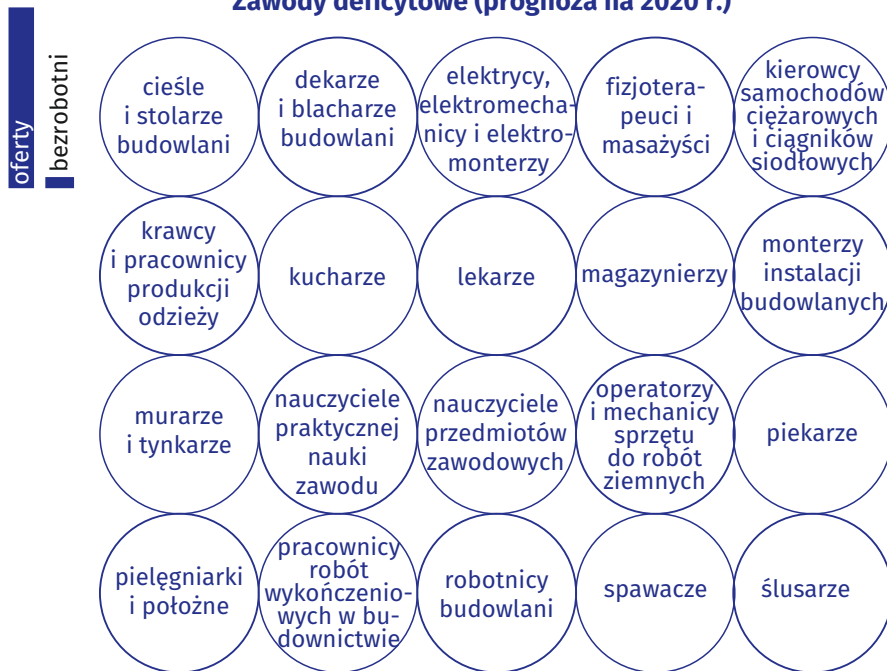 Zawody deficytowe (prognoza na 2020 r.)
oferty
bezrobotni
cieśle
i stolarze
budowlani
dekarze
i blacharze
budowlani
elektrycy,
elektromecha-
nicy i elektro-
monterzy
fizjotera-
peuci i
masażyści
kierowcy
samochodów
ciężarowych
i ciągników
siodłowych
krawcy
i pracownicy
produkcji
odzieży
kucharze
lekarze
magazynierzy
monterzy
instalacji
budowlanych
murarze
i tynkarze
nauczyciele
praktycznej
nauki
zawodu
nauczyciele
przedmiotów
zawodowych
operatorzy
i mechanicy
sprzętu
do robót
ziemnych
piekarze
pielęgniarki
i położne
pracownicy
robót
wykończenio-
wych w bu-
downictwie
robotnicy
budowlani
spawacze
ślusarze